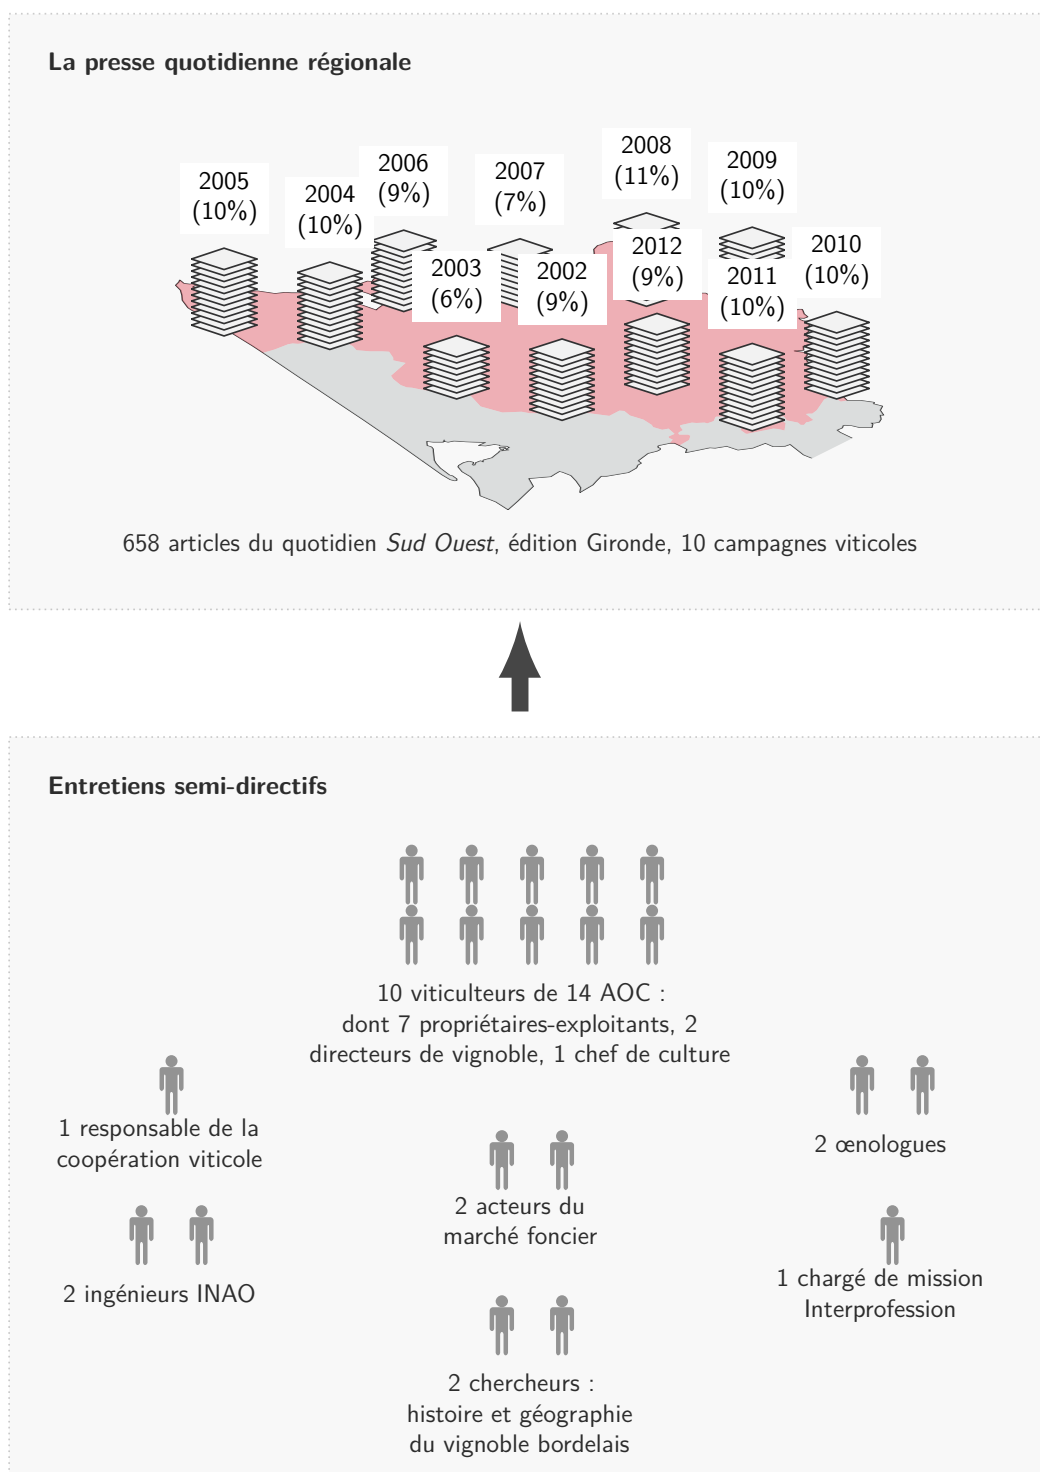 La presse quotidienne régionale
2008
(11%)
2006
(9%)
2009
(10%)
2007
(7%)
2005
(10%)
2004
(10%)
2012
(9%)
2010
(10%)
2003
(6%)
2002
(9%)
2011
(10%)
658 articles du quotidien Sud Ouest, édition Gironde, 10 campagnes viticoles
Entretiens semi-directifs
10 viticulteurs de 14 AOC :
dont 7 propriétaires-exploitants, 2
directeurs de vignoble, 1 chef de culture
1 responsable de la
coopération viticole
2 œnologues
2 acteurs du
marché foncier
2 ingénieurs INAO
1 chargé de mission
Interprofession
2 chercheurs :
histoire et géographie
du vignoble bordelais